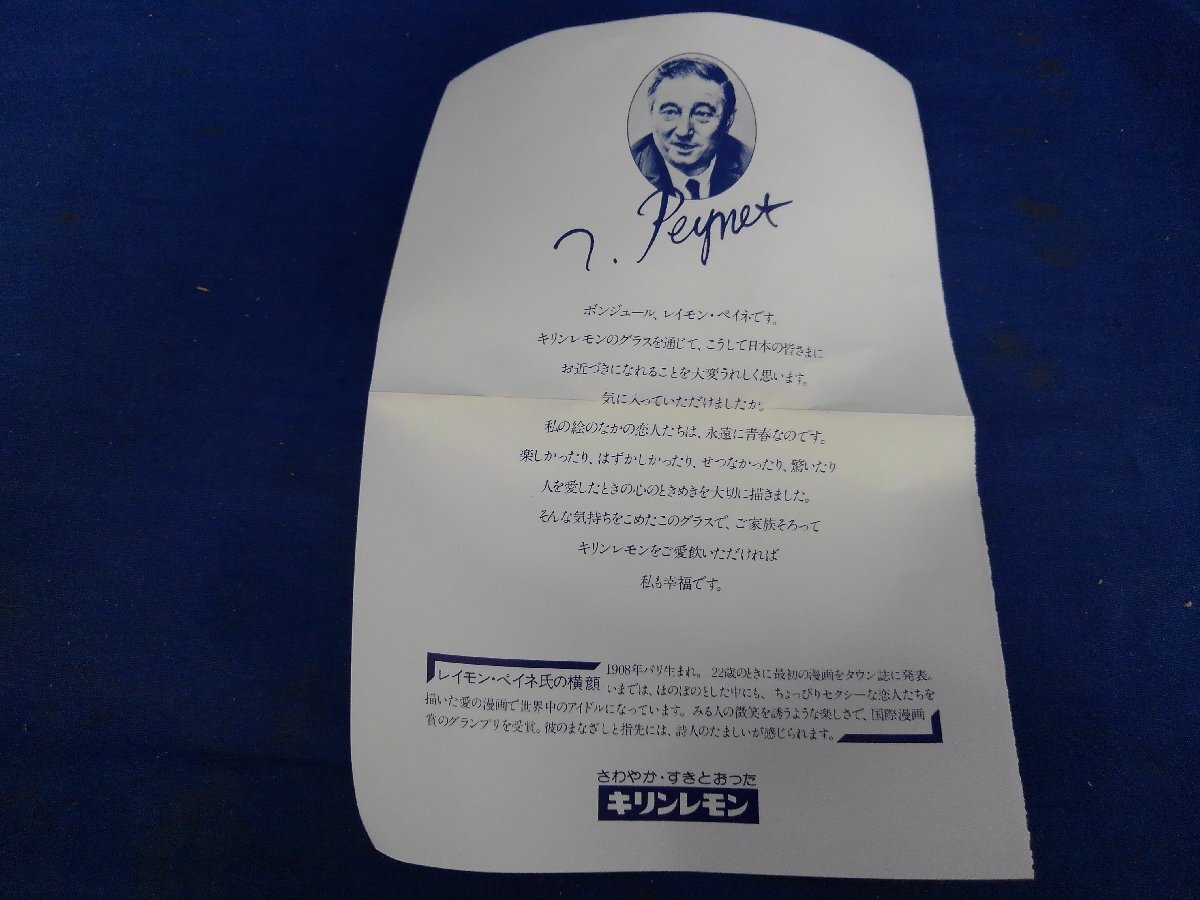 Peynet
ボンジュール、レイモン・ペイネです。
キリンレモンのグラスを通じて、こうして日本の皆さまに
お近づきになれることを大変うれしく思います。
気に入っていただけましたか。
私の絵のなかの恋人たちは、永遠に青春なのです。
楽しかったり、はずかしかったり、せつなかったり、驚いたり
人を愛したときの心のときめきを大切に描きました。
そんな気持ちをこめたこのグラスで、ご家族そろって
キリンレモンをご愛飲いただければ
私も幸福です。
レイモン・ペイネ氏の横顔
1908年パリ生まれ。22歳のときに最初の漫画をタウン誌に発表。
いまでは、ほのぼのとした中にも、ちょっぴりセクシーな恋人たちを
描いた愛の漫画で世界中のアイドルになっています。みる人の微笑を誘うような楽しさで、国際漫画
賞のグランプリを受賞。彼のまなざしと指先には、詩人のたましいが感じられます。
さわやか・すきとおった
キリンレモン